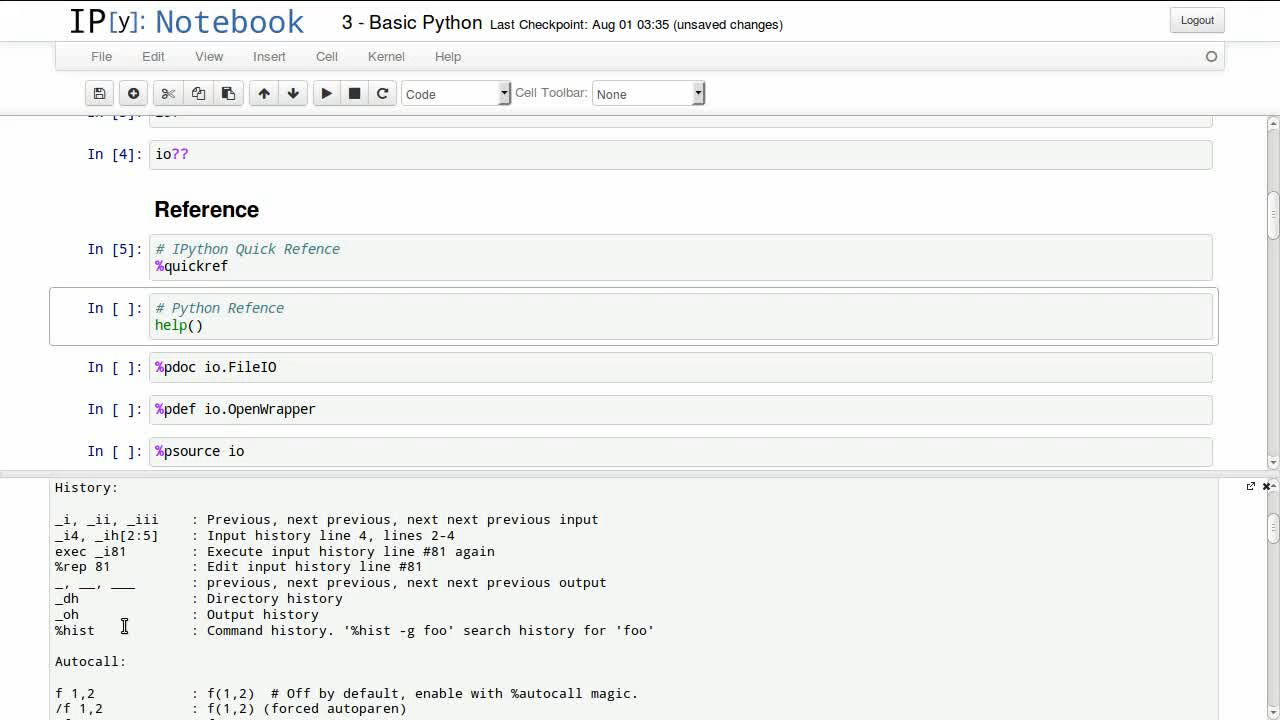 IP[y]: Notebook 3 - Basic Python Last Checkpoint: Aug 01 03:35 (unsaved changes) Logout
File Edit View Insert Cell Kernel Help
Code Cell Toolbar: None
In [4]: io??
Reference
In [5]: # IPython Quick Refence
%quickref
In [ ]: # Python Refence
help()
In [ ]: %pdoc io.FileIO
In [ ]: %pdef io.OpenWrapper
In [ ]: %psource io
History:
_i, _ii, _iii : Previous, next previous, next next previous input
_i4, _ih[2:5] : Input history line 4, lines 2-4
exec _i81 : Execute input history line #81 again
%rep 81 : Edit input history line #81
_, __, ___ : previous, next previous, next next previous output
_dh : Directory history
_oh : Output history
%hist : Command history. '%hist -g foo' search history for 'foo'
Autocall:
f 1,2 : f(1,2) # Off by default, enable with %autocall magic.
/f 1,2 : f(1,2) (forced autoparen)